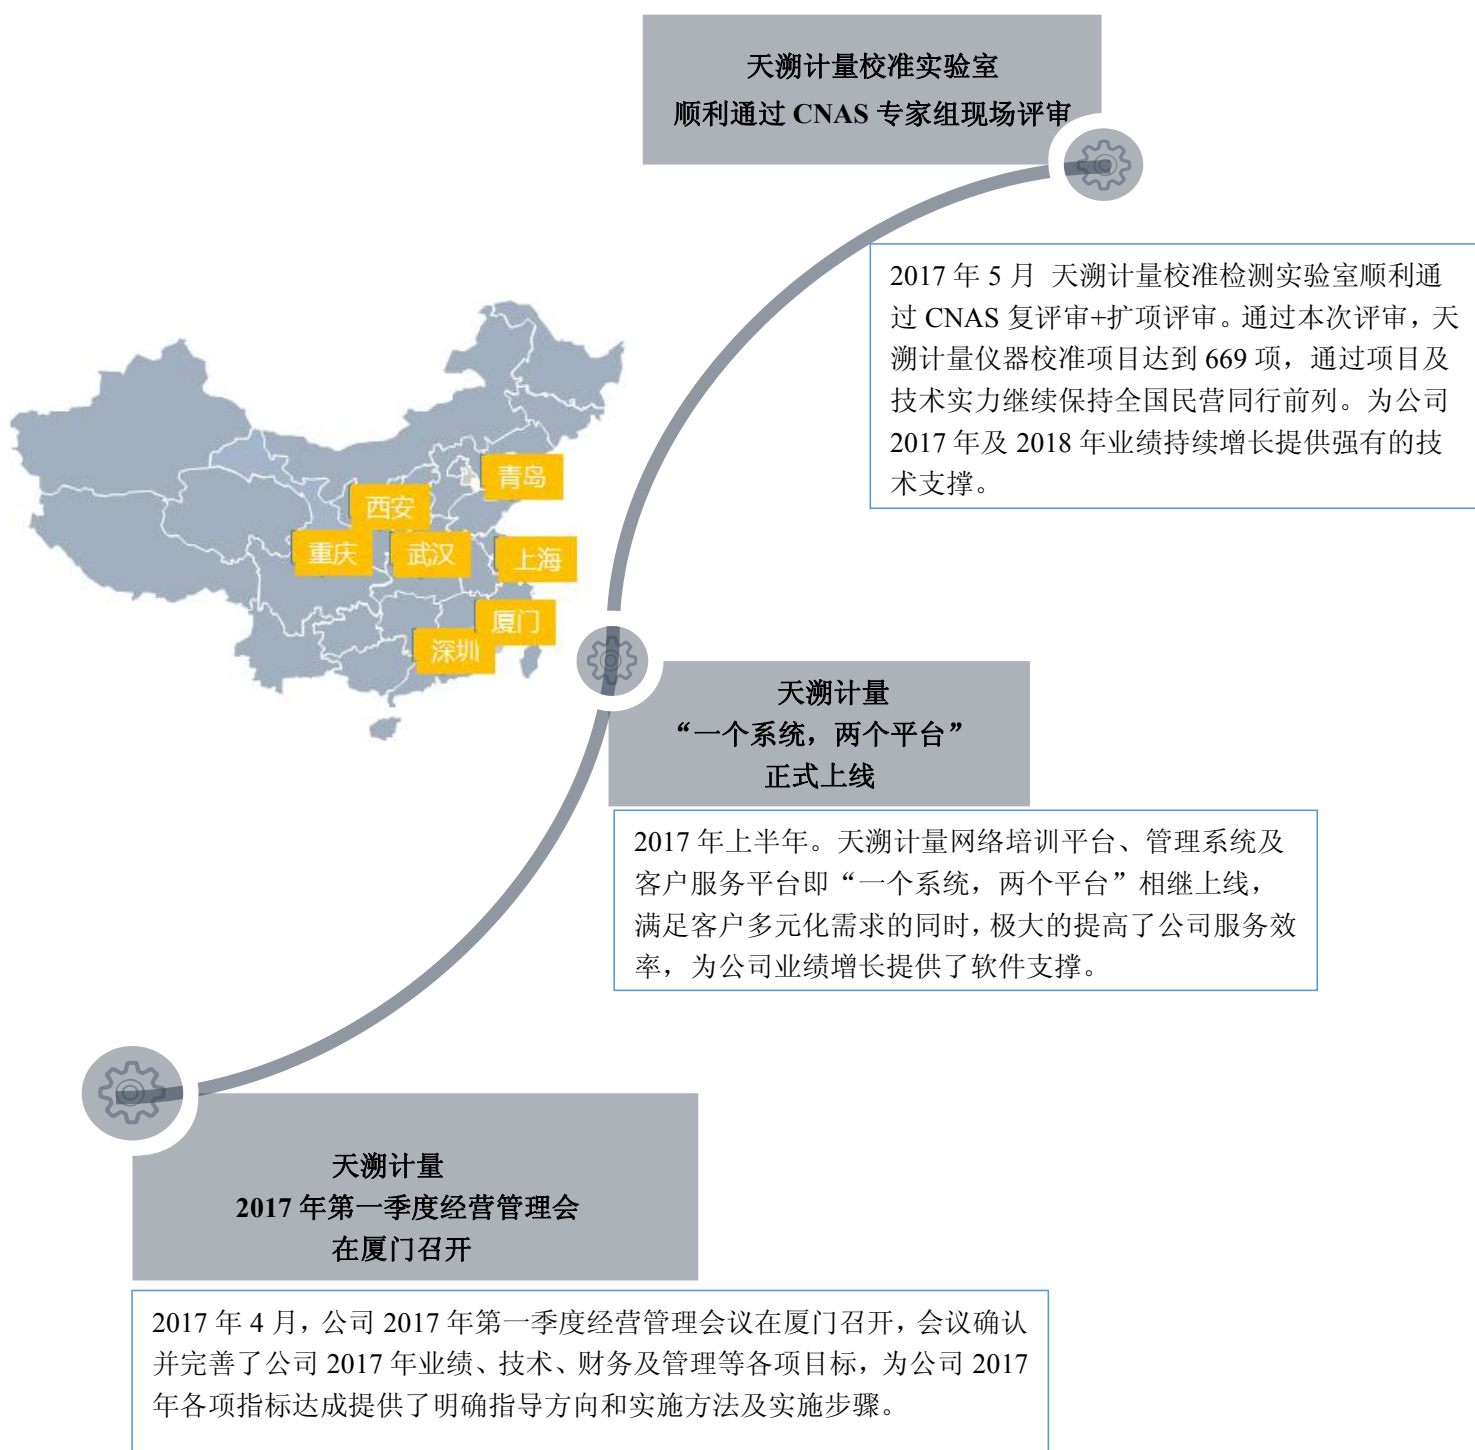 天溯计量校准实验室
顺利通过 CNAS 专家组现场评审
2017 年 5 月 天溯计量校准检测实验室顺利通
过 CNAS 复评审+扩项评审。通过本次评审，天
溯计量仪器校准项目达到 669 项，通过项目及
技术实力继续保持全国民营同行前列。为公司
2017 年及 2018 年业绩持续增长提供强有的技
术支撑。
青岛
西安
重庆
武汉
上海
厦门
深圳
天溯计量
“一个系统，两个平台”
正式上线
2017 年上半年。天溯计量网络培训平台、管理系统及
客户服务平台即“一个系统，两个平台”相继上线，
满足客户多元化需求的同时，极大的提高了公司服务效
率，为公司业绩增长提供了软件支撑。
天溯计量
2017 年第一季度经营管理会
在厦门召开
2017 年 4 月，公司 2017 年第一季度经营管理会议在厦门召开，会议确认
并完善了公司 2017 年业绩、技术、财务及管理等各项目标，为公司 2017
年各项指标达成提供了明确指导方向和实施方法及实施步骤。